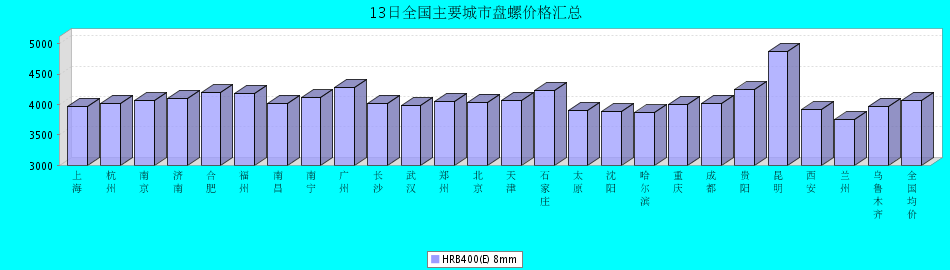 13日全国主要城市盘螺价格汇总
5000
4500
4000
3500
3000
上海
杭州
南京
济南
合肥
福州
南昌
南宁
广州
长沙
武汉
郑州
北京
天津
石家庄
太原
沈阳
哈尔滨
重庆
成都
贵阳
昆明
西安
兰州
乌鲁木齐
全国均价
HRB400(E) 8mm